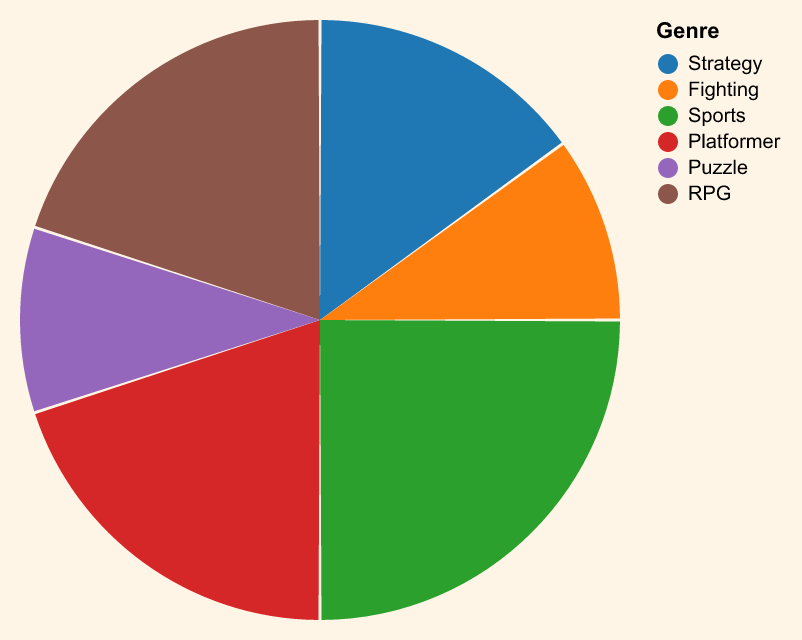 Genre
Strategy
Fighting
Sports
Platformer
Puzzle
RPG